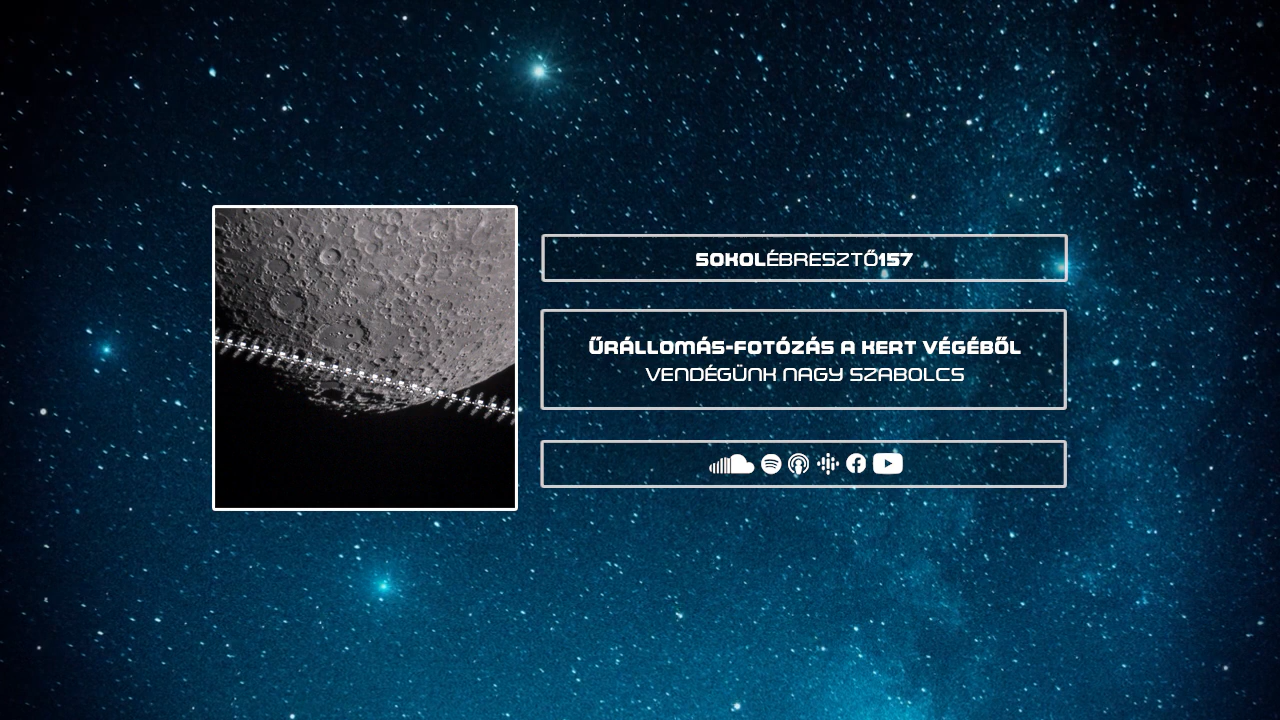 SOKOLÉBRESZTŐ157
ŰRÁLLOMÁS-FOTÓZÁS A KERT VÉGÉBŐL
VENDÉGÜNK NAGY SZABOLCS